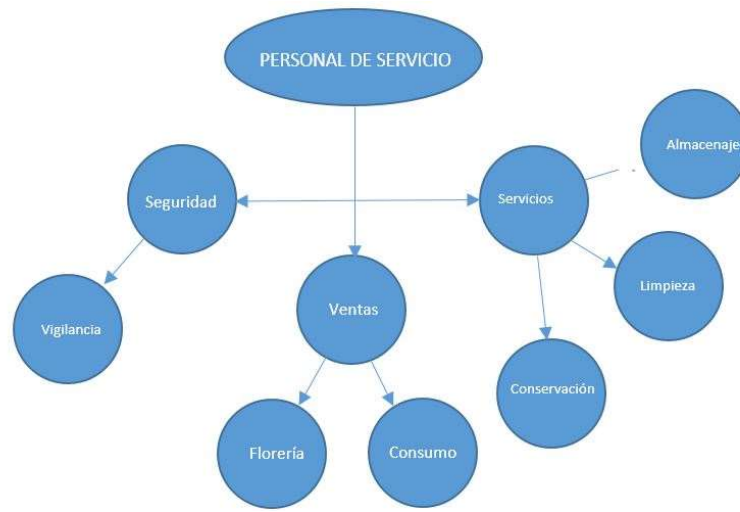 PERSONAL DE SERVICIO
Almacenaje
Seguridad
Servicios
Limpieza
Ventas
Vigilancia
Conservación
Florería
Consumo